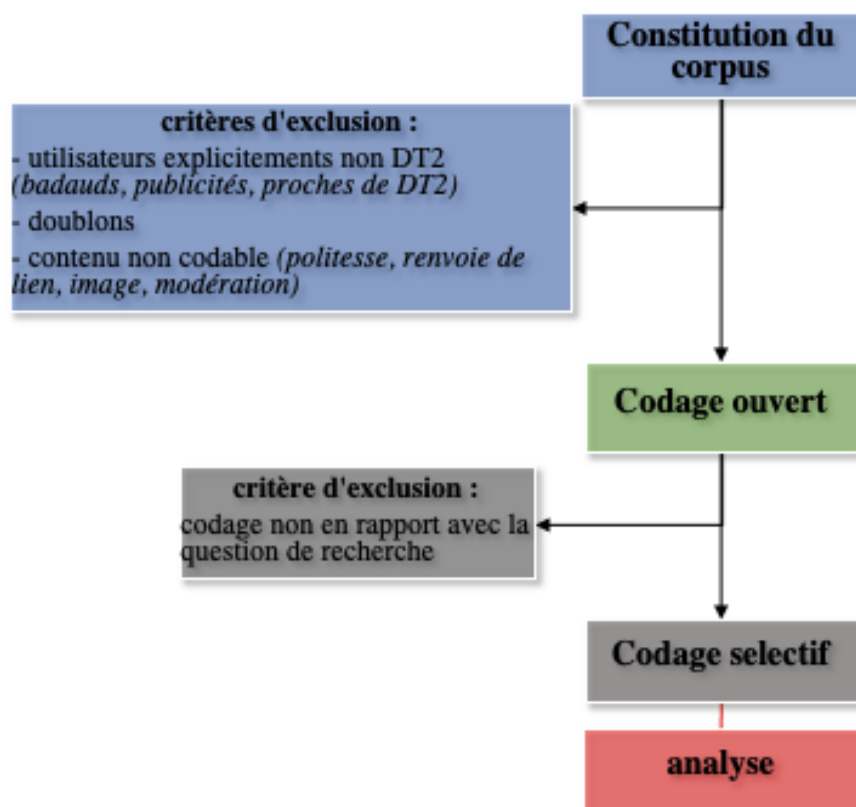 Constitution du
corpus
critères d'exclusion :
- utilisateurs explicitements non DT2
(badauds, publicités, proches de DT2)
- doublons
- contenu non codable (politesse, renvoie de
lien, image, modération)
Codage ouvert
critère d'exclusion :
codage non en rapport avec la
question de recherche
Codage selectif
analyse